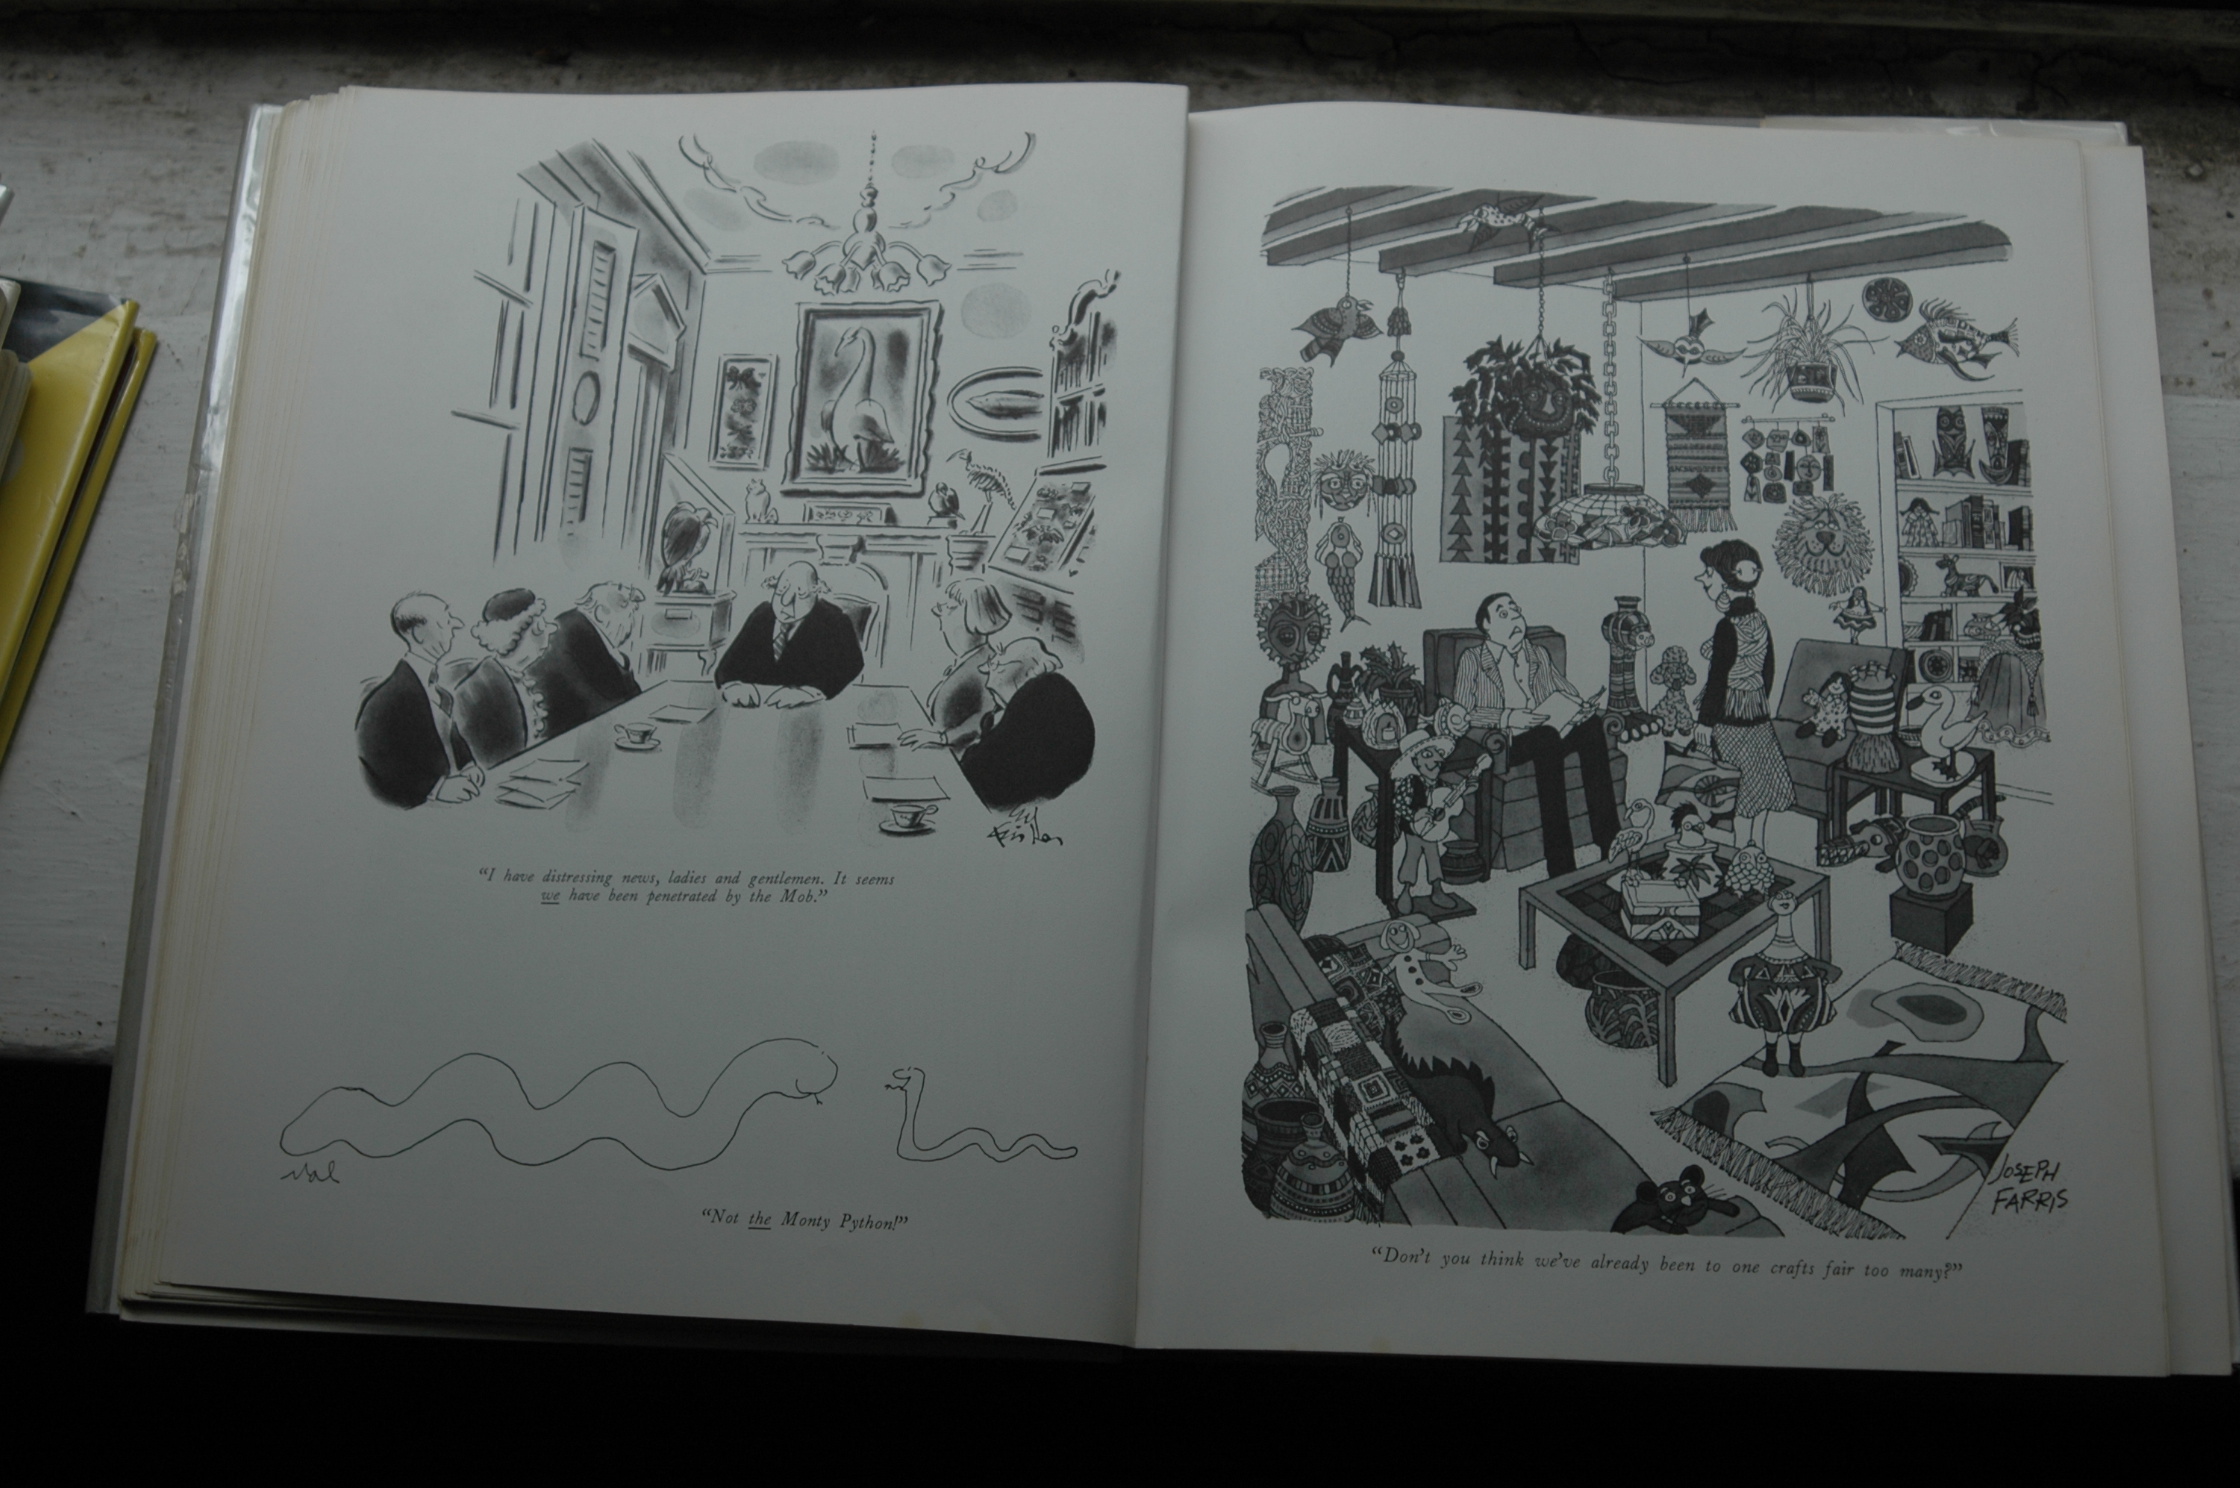 “I have distressing news, ladies and gentlemen. It seems
we have been penetrated by the Mob.”
“Not the Monty Python!”
JOSEPH
FARRIS
“Don't you think we've already been to one crafts fair too many?”